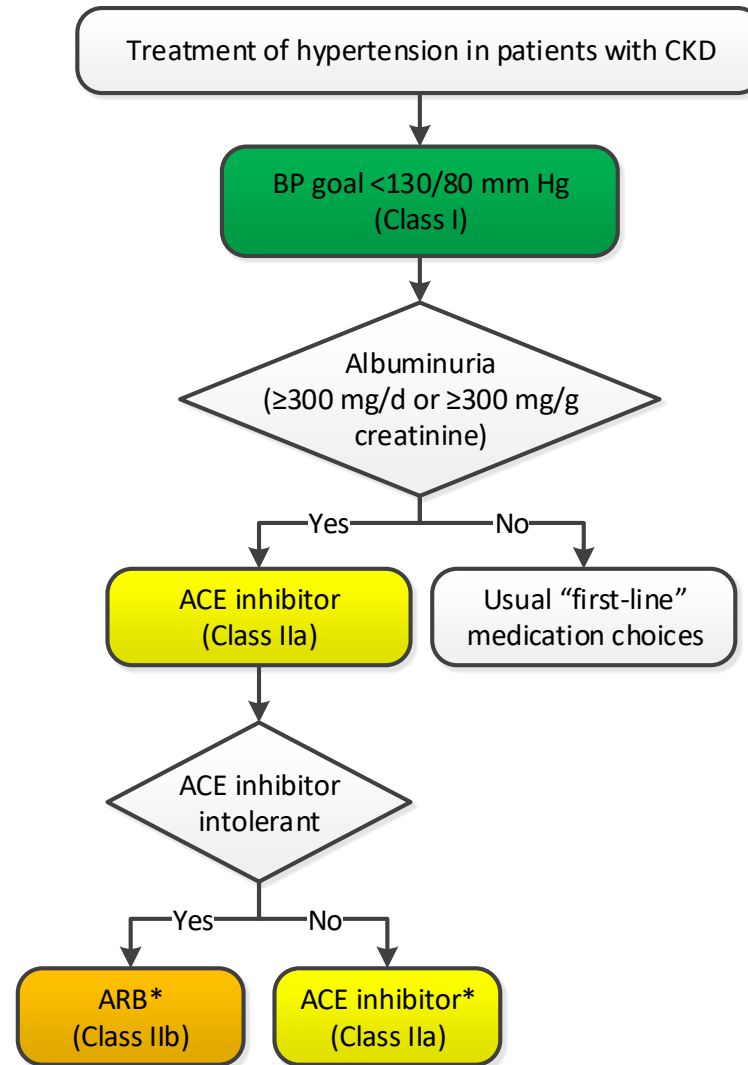 Treatment of hypertension in patients with CKD
BP goal <130/80 mm Hg
(Class I)
Albuminuria
(≥300 mg/d or ≥300 mg/g
creatinine)
Yes
No
ACE inhibitor
(Class IIa)
Usual “first-line”
medication choices
ACE inhibitor
intolerant
Yes
No
ARB*
(Class IIb)
ACE inhibitor*
(Class IIa)